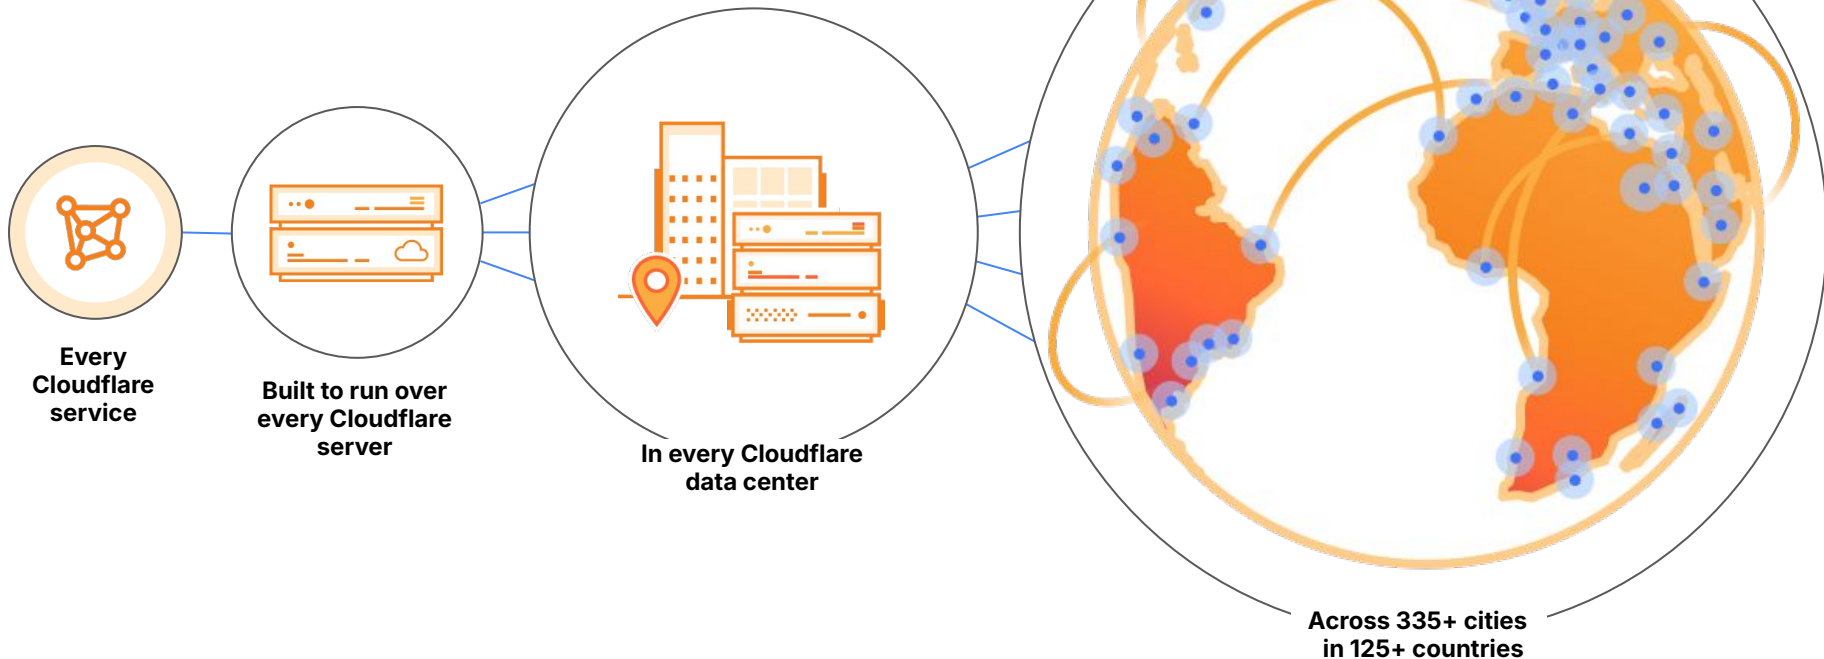 Every
Cloudflare
service
Built to run over
every Cloudflare
server
In every Cloudflare
data center
Across 335+ cities
in 125+ countries